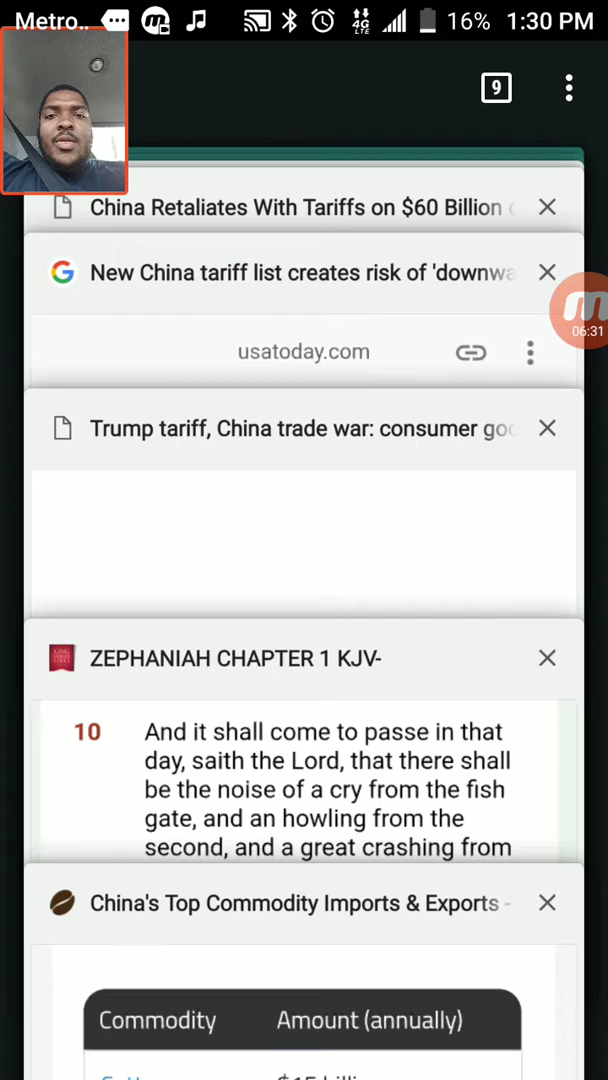 Metro.. 16% 1:30 PM
9
China Retaliates With Tariffs on $60 Billion
New China tariff list creates risk of 'downwa
06:31
usatoday.com
Trump tariff, China trade war: consumer goo
ZEPHANIAH CHAPTER 1 KJV-
10 And it shall come to passe in that
day, saith the Lord, that there shall
be the noise of a cry from the fish
gate, and an howling from the
second, and a great crashing from
China's Top Commodity Imports & Exports -
Commodity Amount (annually)